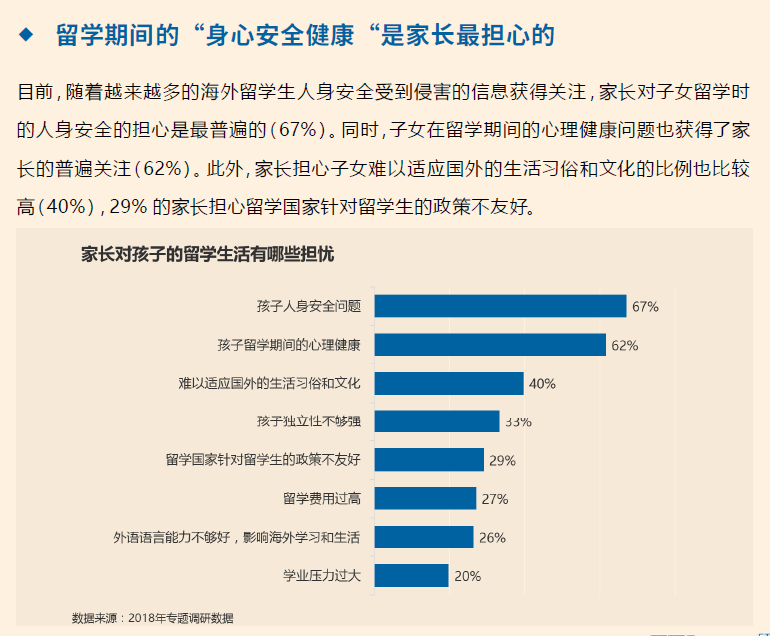 ◆ 留学期间的“身心安全健康“是家长最担心的
目前,随着越来越多的海外留学生人身安全受到侵害的信息获得关注,家长对子女留学时
的人身安全的担心是最普遍的(67%)。同时,子女在留学期间的心理健康问题也获得了家
长的普遍关注(62%)。此外,家长担心子女难以适应国外的生活习俗和文化的比例也比较
高(40%),29% 的家长担心留学国家针对留学生的政策不友好。
家长对孩子的留学生活有哪些担忧
孩子人身安全问题 67%
孩子留学期间的心理健康 62%
难以适应国外的生活习俗和文化 40%
孩子独立性不够强 33%
留学国家针对留学生的政策不友好 29%
留学费用过高 27%
外语语言能力不够好,影响海外学习和生活 26%
学业压力过大 20%
数据来源:2018年专题调研数据